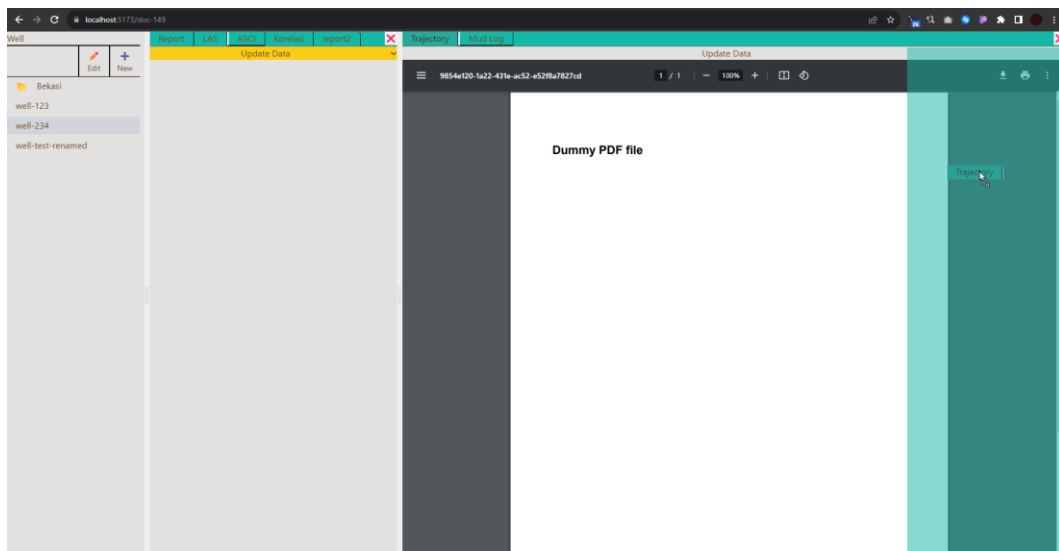 localhost:5173/doc-149
Well
Edit
New
Bekasi
well-123
well-234
well-test-renamed
Report LAS ASCI Korelasi report2
Update Data
Trajectory Mud Log
Update Data
9854e120-1a22-431e-ac52-e52f8a7827cd 1 / 1 100%
Dummy PDF file
Trajectory